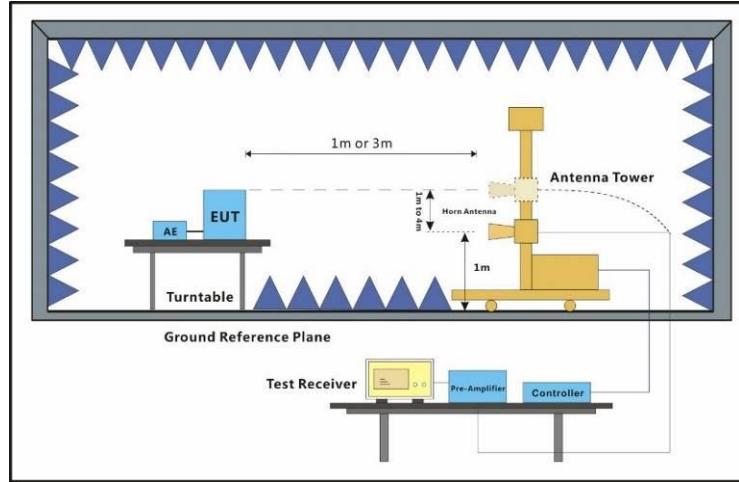 1m or 3m
Antenna Tower
1m to 4m
Horn Antenna
EUT
AE
1m
Turntable
Ground Reference Plane
Test Receiver
Pre-Amplifier
Controller